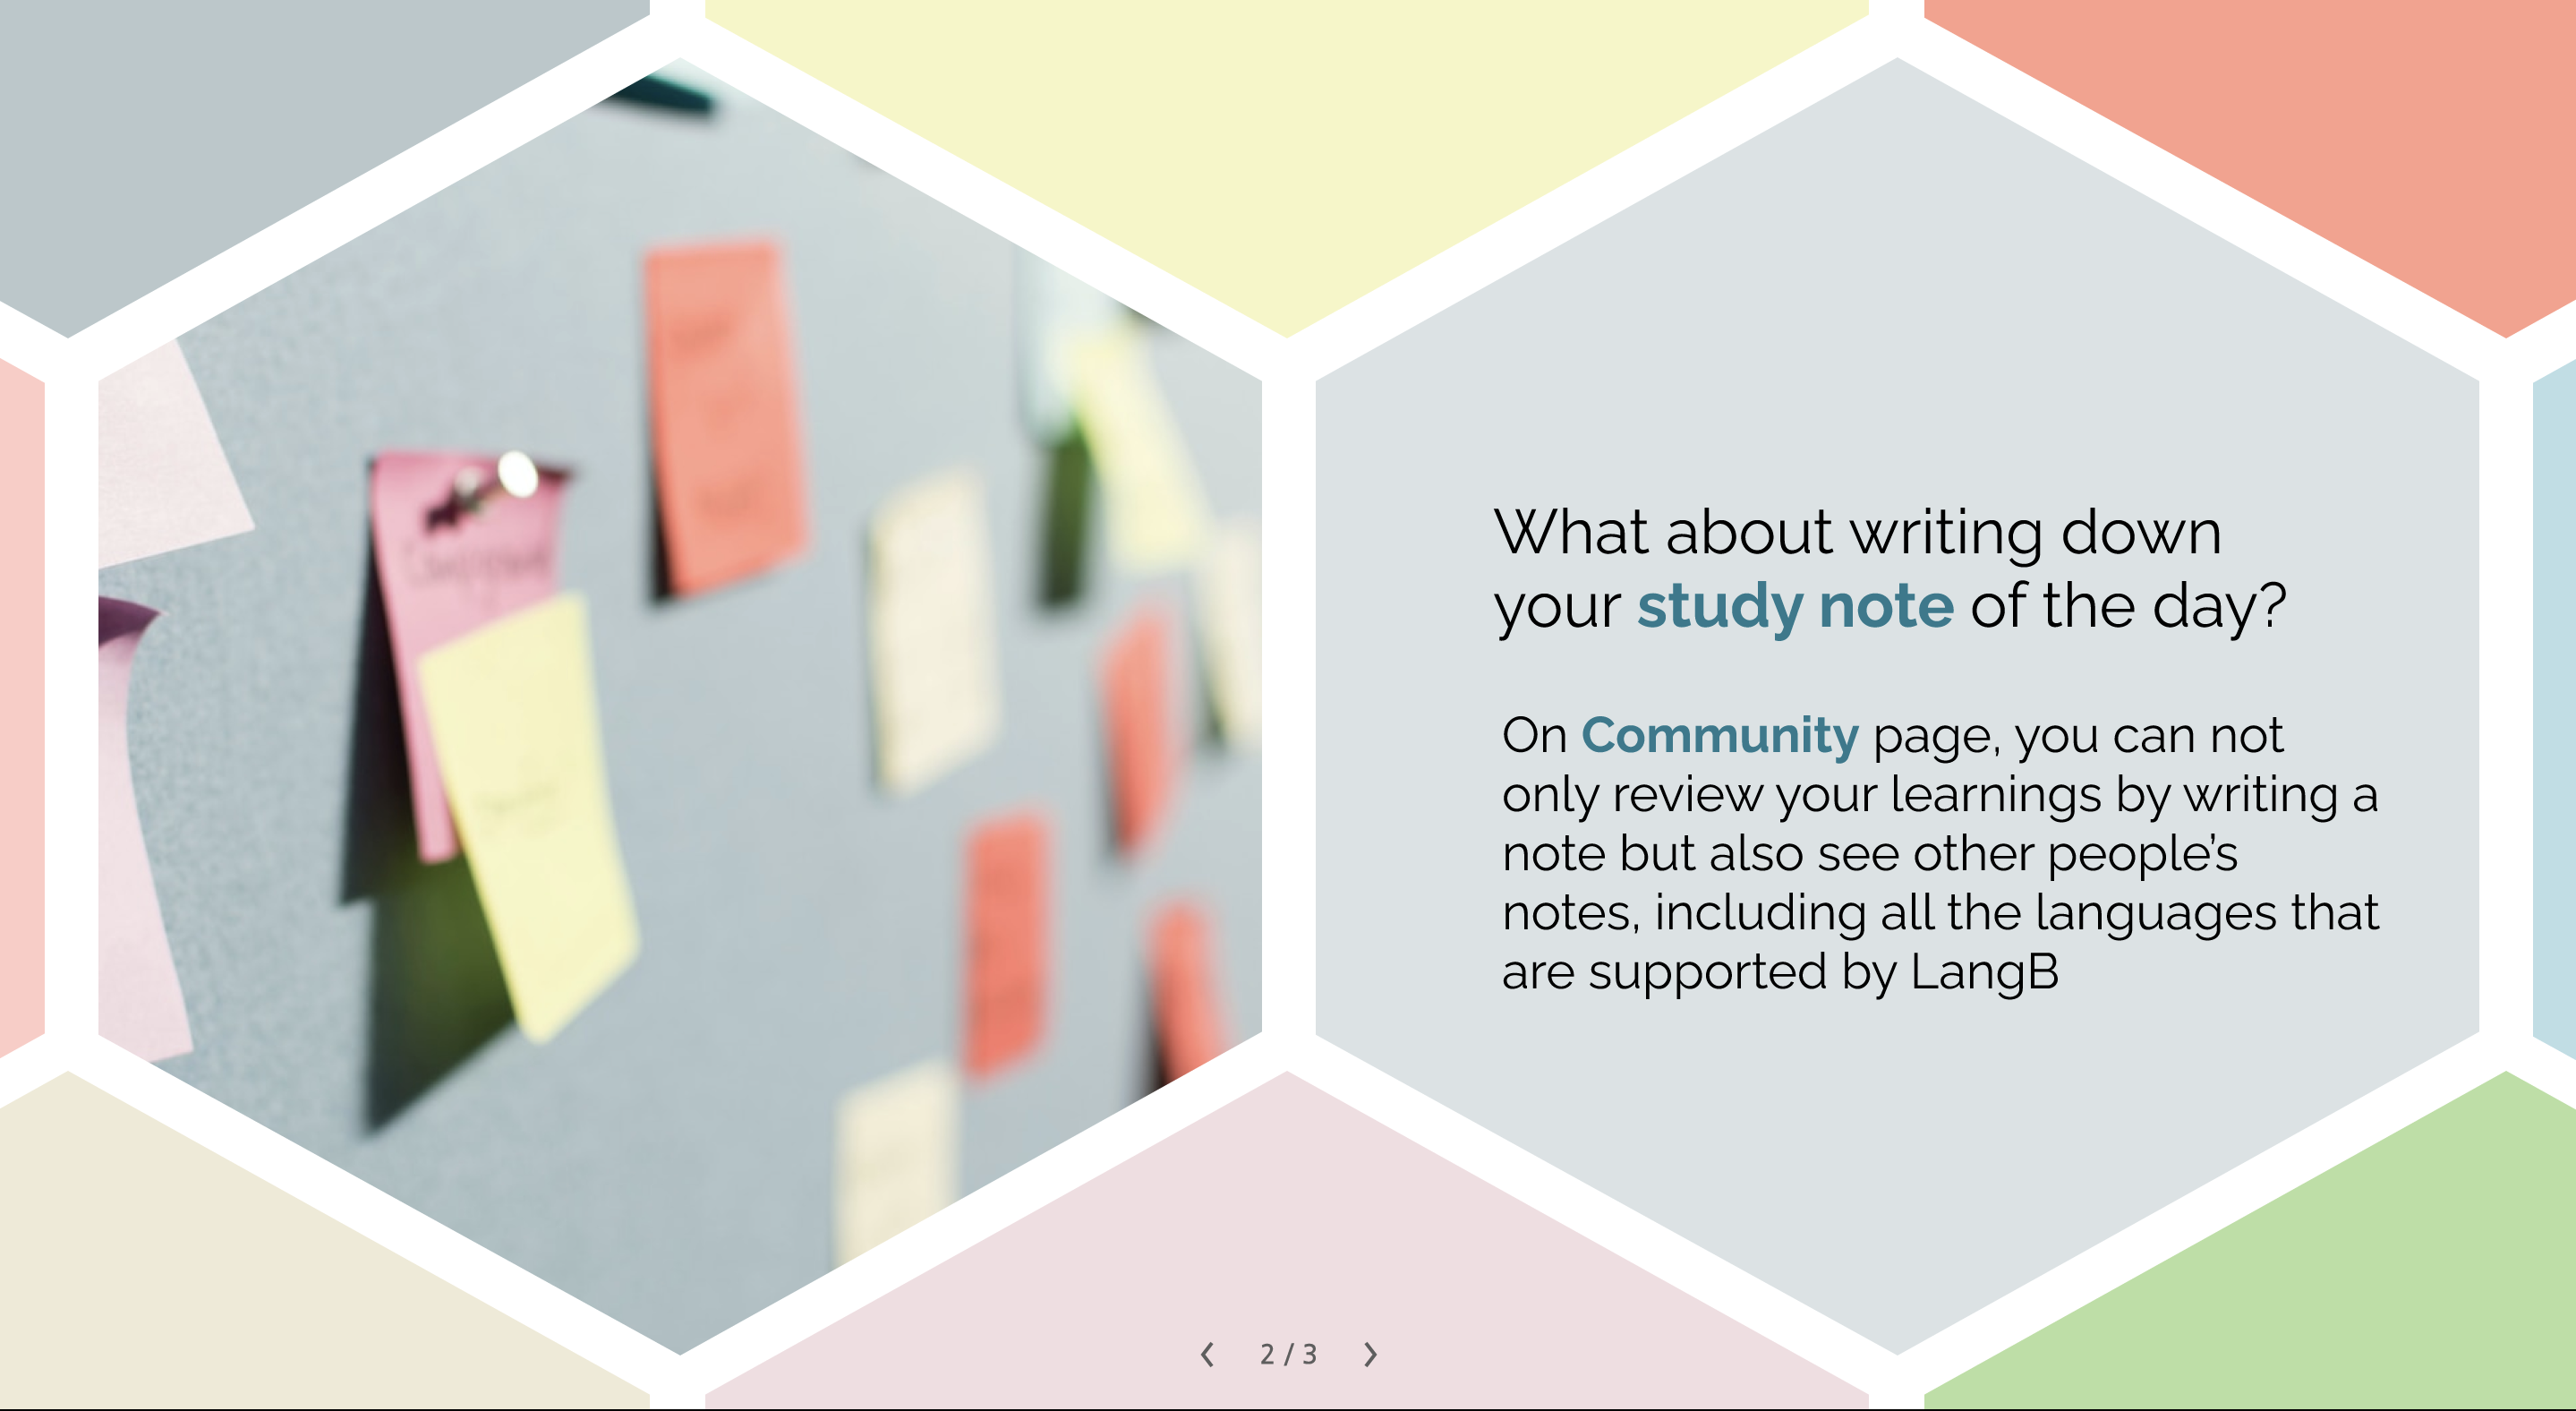 What about writing down
your study note of the day?
On Community page, you can not
only review your learnings by writing a
note but also see other people’s
notes, including all the languages that
are supported by LangB
2 / 3